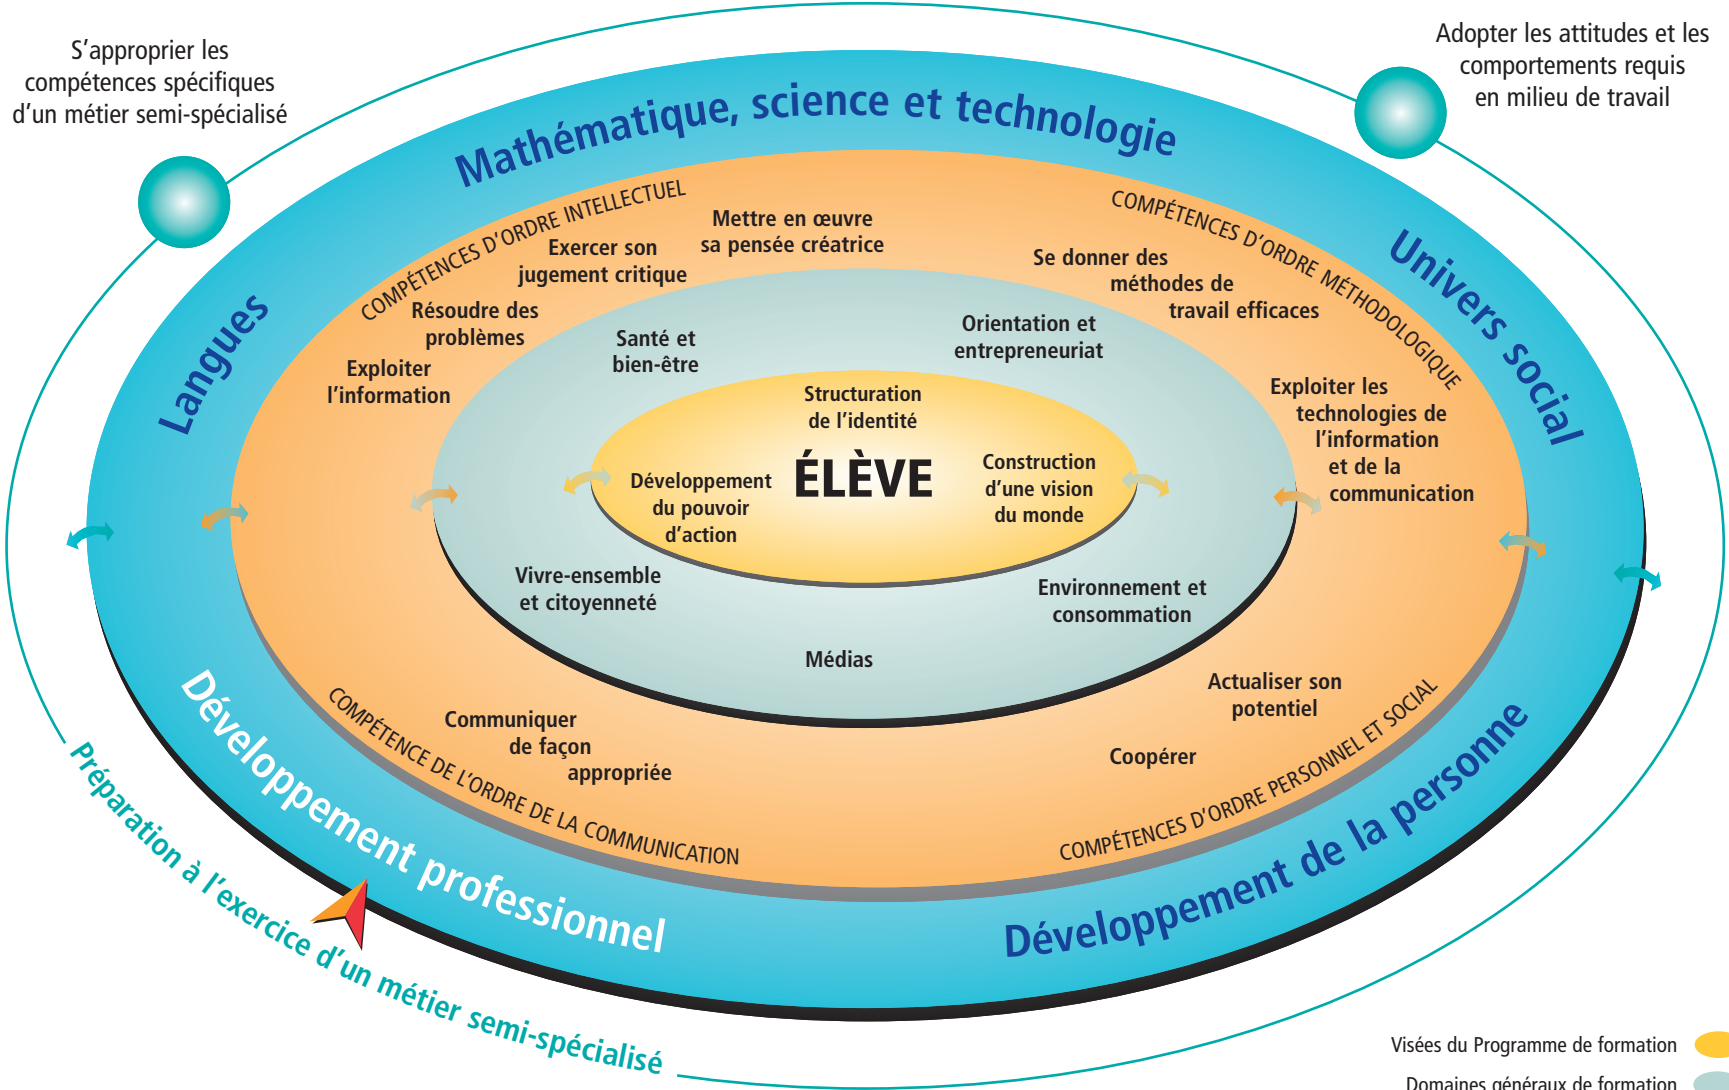 S'approprier les
compétences spécifiques
d'un métier semi-spécialisé
Adopter les attitudes et les
comportements requis
en milieu de travail
Mathématique, science et technologie
Langues
Univers social
COMPÉTENCES D'ORDRE INTELLECTUEL
COMPÉTENCES D'ORDRE MÉTHODOLOGIQUE
Mettre en œuvre
sa pensée créatrice
Exercer son
jugement critique
Résoudre des
problèmes
Exploiter
l'information
Se donner des
méthodes de
travail efficaces
Exploiter les
technologies de
l'information
et de la
communication
Santé et
bien-être
Orientation et
entrepreneuriat
Structuration
de l'identité
ÉLÈVE
Développement
du pouvoir
d'action
Construction
d'une vision
du monde
Vivre-ensemble
et citoyenneté
Environnement et
consommation
Médias
Communiquer
de façon
appropriée
Actualiser son
potentiel
Coopérer
COMPÉTENCE DE L'ORDRE DE LA COMMUNICATION
COMPÉTENCES D'ORDRE PERSONNEL ET SOCIAL
Développement professionnel
Développement de la personne
Préparation à l'exercice d'un métier semi-spécialisé
Visées du Programme de formation
Domaines généraux de formation